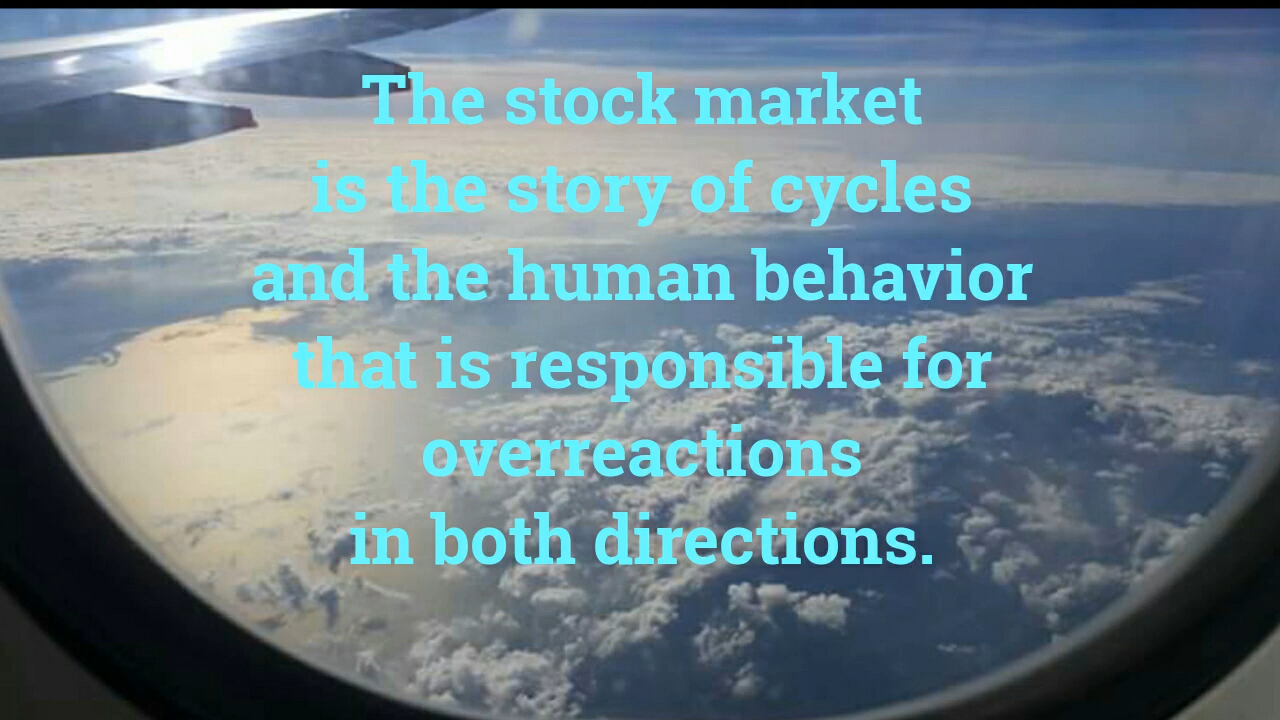 The stock market
is the story of cycles
and the human behavior
that is responsible for
overreactions
in both directions.